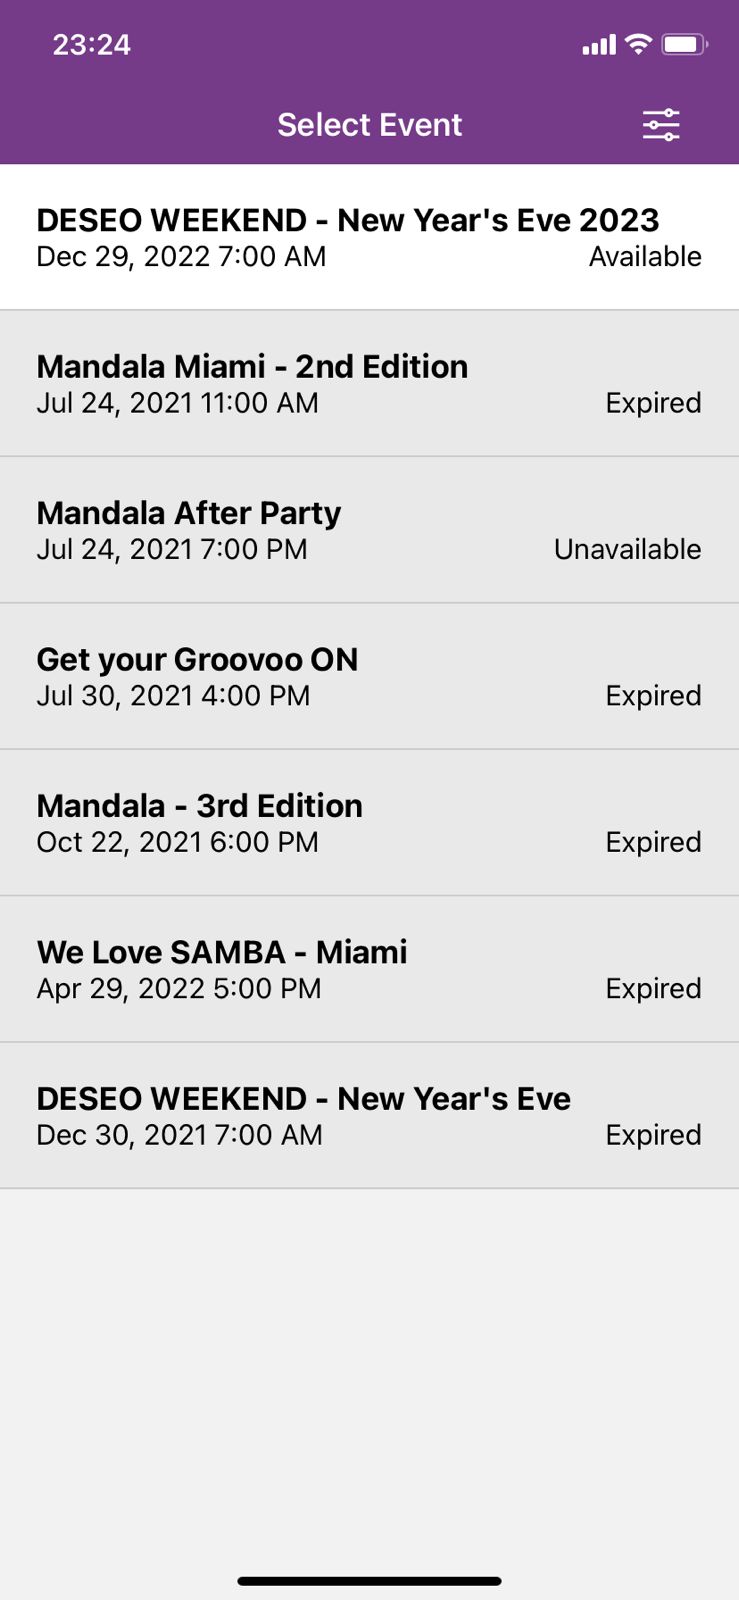 23:24
Select Event
DESEO WEEKEND - New Year's Eve 2023
Dec 29, 2022 7:00 AM Available
Mandala Miami - 2nd Edition
Jul 24, 2021 11:00 AM Expired
Mandala After Party
Jul 24, 2021 7:00 PM Unavailable
Get your Groovoo ON
Jul 30, 2021 4:00 PM Expired
Mandala - 3rd Edition
Oct 22, 2021 6:00 PM Expired
We Love SAMBA - Miami
Apr 29, 2022 5:00 PM Expired
DESEO WEEKEND - New Year's Eve
Dec 30, 2021 7:00 AM Expired